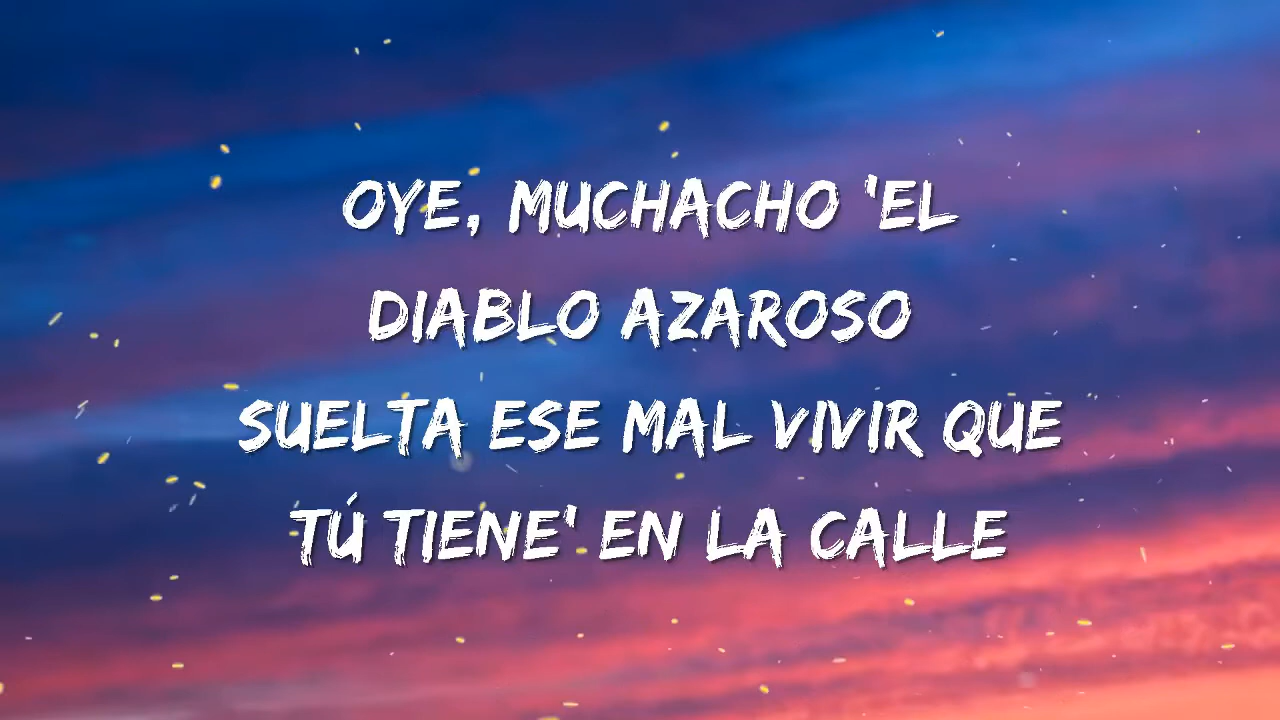 OYE, MUCHACHO 'EL
DIABLO AZAROSO
SUELTA ESE MAL VIVIR QUE
TÚ TIENE' EN LA CALLE